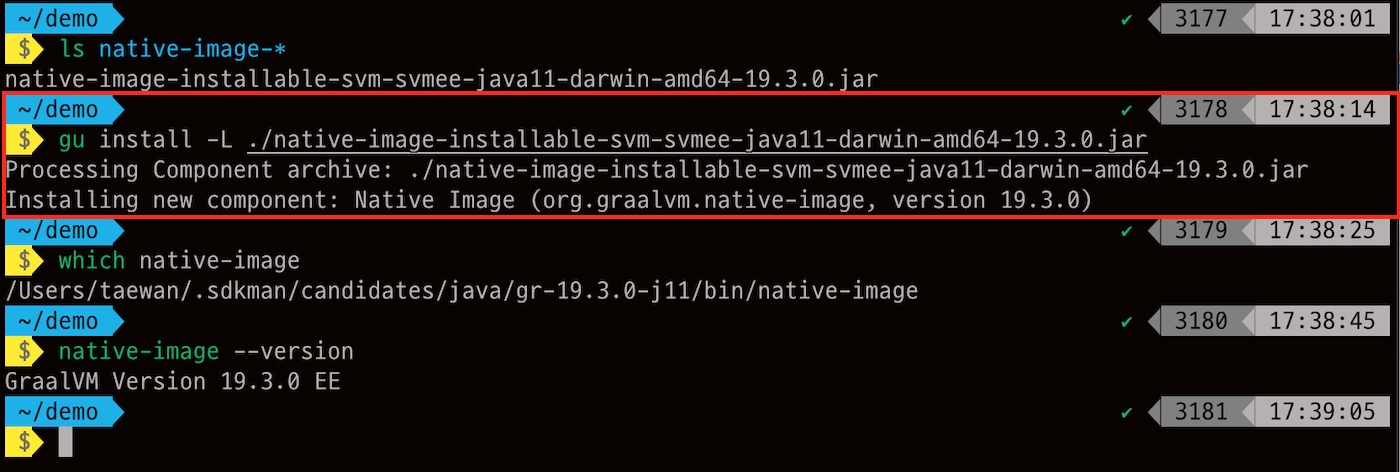 ~/demo ✔ 3177 17:38:01
$ ls native-image-*
native-image-installable-svm-svmee-java11-darwin-amd64-19.3.0.jar
~/demo ✔ 3178 17:38:14
$ gu install -L ./native-image-installable-svm-svmee-java11-darwin-amd64-19.3.0.jar
Processing Component archive: ./native-image-installable-svm-svmee-java11-darwin-amd64-19.3.0.jar
Installing new component: Native Image (org.graalvm.native-image, version 19.3.0)
~/demo ✔ 3179 17:38:25
$ which native-image
/Users/taewan/.sdkman/candidates/java/gr-19.3.0-j11/bin/native-image
~/demo ✔ 3180 17:38:45
$ native-image --version
GraalVM Version 19.3.0 EE
~/demo ✔ 3181 17:39:05
$